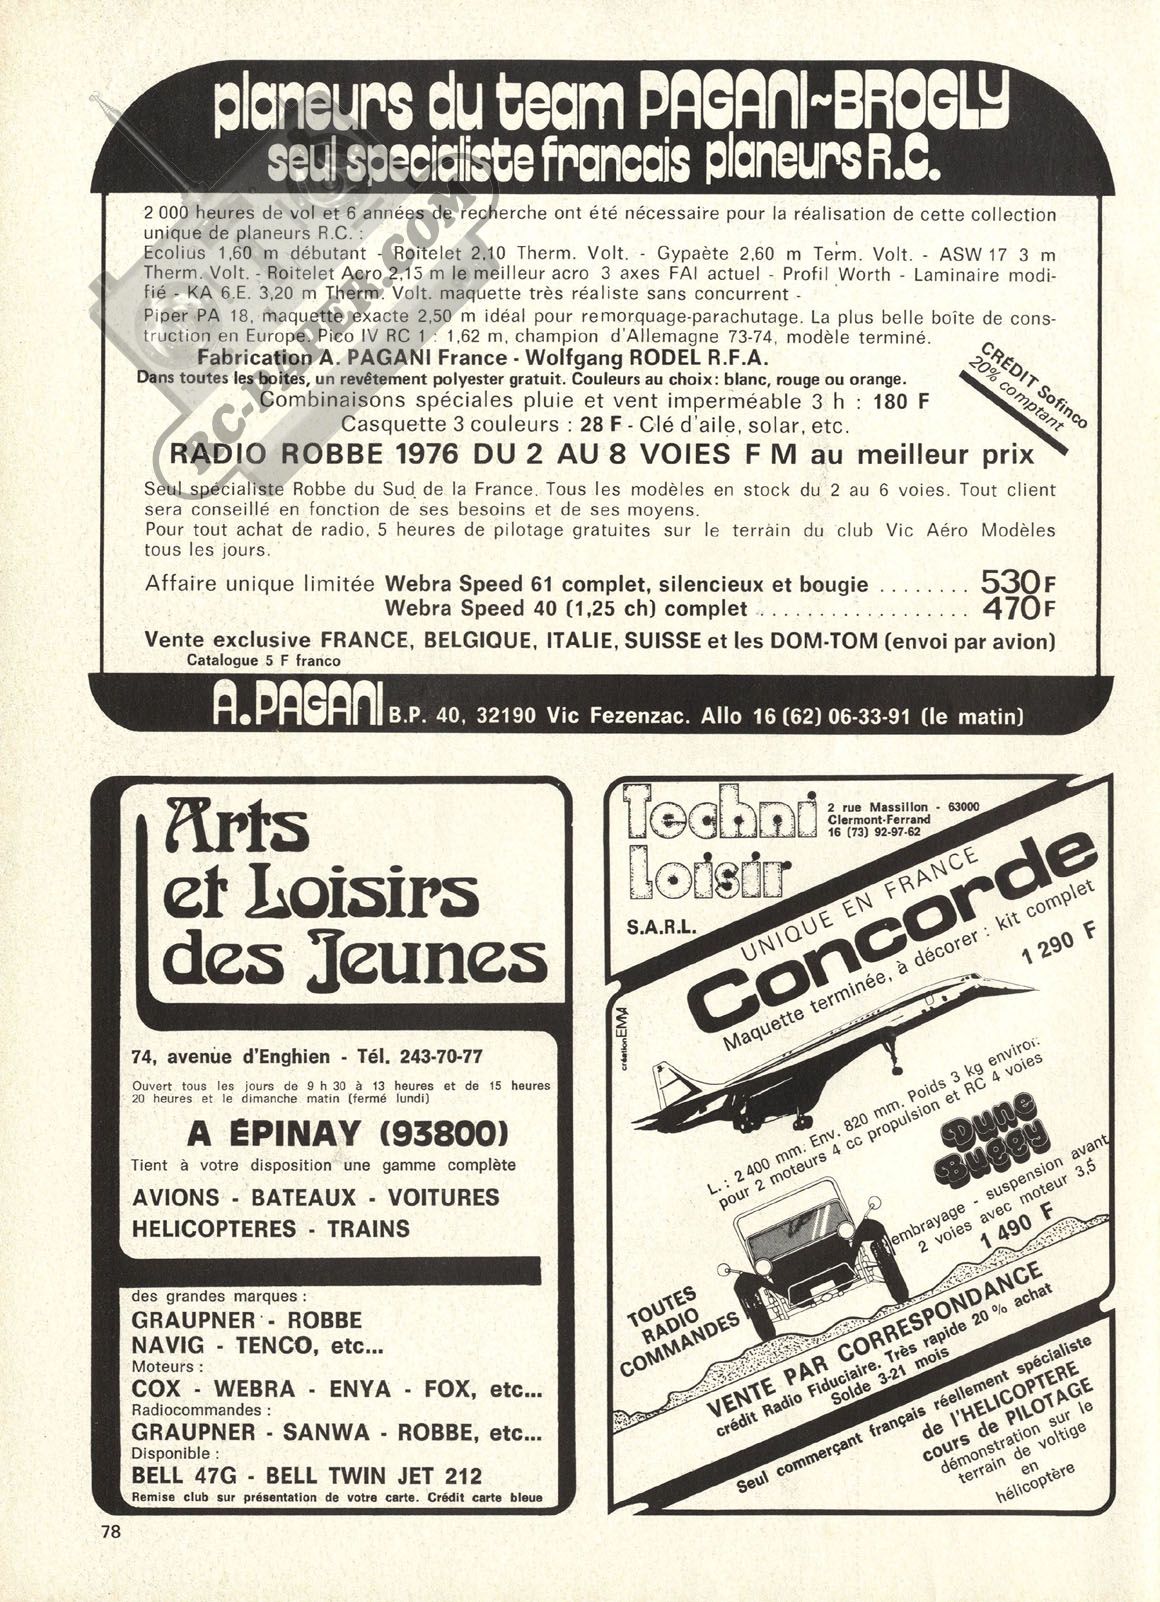 planeurs du team PAGANI~BROGLY
seul specialiste francais planeurs R.C.
2 000 heures de vol et 6 années de recherche ont été nécessaire pour la réalisation de cette collection
unique de planeurs R.C. :
Ecolius 1,60 m débutant - Roitelet 2,10 Therm. Volt. - Gypaète 2,60 m Term. Volt. - ASW 17 3 m
Therm. Volt. - Roitelet Acro 2,15 m le meilleur acro 3 axes FAI actuel - Profil Worth - Laminaire modi-
fié - KA 6.E. 3,20 m Therm. Volt. maquette très réaliste sans concurrent -
Piper PA 18, maquette exacte 2,50 m idéal pour remorquage-parachutage. La plus belle boîte de cons-
truction en Europe. Pico IV RC 1 : 1,62 m, champion d'Allemagne 73-74, modèle terminé.
Fabrication A. PAGANI France - Wolfgang RODEL R.F.A.
Dans toutes les boites, un revêtement polyester gratuit. Couleurs au choix: blanc, rouge ou orange.
Combinaisons spéciales pluie et vent imperméable 3 h : 180 F
Casquette 3 couleurs : 28 F - Clé d'aile, solar, etc.
CRÉDIT Sofinco
20% comptant
RADIO ROBBE 1976 DU 2 AU 8 VOIES F M au meilleur prix
Seul spécialiste Robbe du Sud de la France. Tous les modèles en stock du 2 au 6 voies. Tout client
sera conseillé en fonction de ses besoins et de ses moyens.
Pour tout achat de radio, 5 heures de pilotage gratuites sur le terrain du club Vic Aéro Modèles
tous les jours.
Affaire unique limitée Webra Speed 61 complet, silencieux et bougie ........ 530F
Webra Speed 40 (1,25 ch) complet ................... 470F
Vente exclusive FRANCE, BELGIQUE, ITALIE, SUISSE et les DOM-TOM (envoi par avion)
Catalogue 5 F franco
A.PAGANI B.P. 40, 32190 Vic Fezenzac. Allo 16 (62) 06-33-91 (le matin)
RC-PAPER.COM
Arts
et Loisirs
des Jeunes
74, avenue d'Enghien - Tél. 243-70-77
Ouvert tous les jours de 9 h 30 à 13 heures et de 15 heures
20 heures et le dimanche matin (fermé lundi)
A ÉPINAY (93800)
Tient à votre disposition une gamme complète
AVIONS - BATEAUX - VOITURES
HELICOPTERES - TRAINS
des grandes marques :
GRAUPNER - ROBBE
NAVIG - TENCO, etc...
Moteurs :
COX - WEBRA - ENYA - FOX, etc...
Radiocommandes :
GRAUPNER - SANWA - ROBBE, etc...
Disponible :
BELL 47G - BELL TWIN JET 212
Remise club sur présentation de votre carte. Crédit carte bleue
Techni
Loisir
S.A.R.L.
2 rue Massillon - 63000
Clermont-Ferrand
16 (73) 92-97-62
UNIQUE EN FRANCE
Concorde
Maquette terminée, à décorer : kit complet
1 290 F
création EMA
L.: 2 400 mm. Env. 820 mm. Poids 3 kg environ
pour 2 moteurs 4 cc propulsion et RC 4 voies
Dune
Buggy
embrayage - suspension avant
2 voies avec moteur 3,5
1 490 F
TOUTES
RADIO
COMMANDES
VENTE PAR CORRESPONDANCE
crédit Radio Fiduciaire. Très rapide 20 % achat
Solde 3-21 mois
Seul commerçant français réellement spécialiste
de l'HELICOPTERE
cours de PILOTAGE
démonstration sur le
terrain de voltige
en
hélicoptère
78